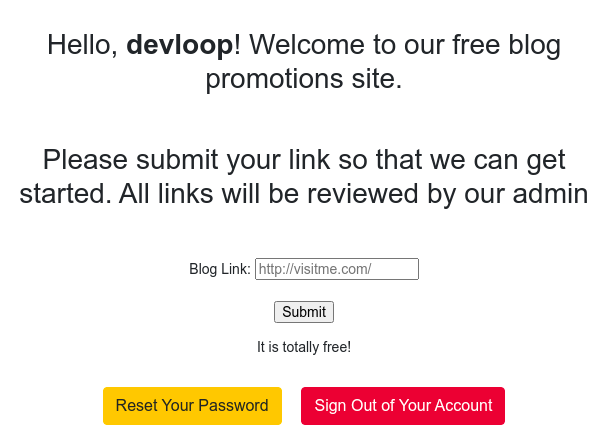 Hello, devloop! Welcome to our free blog
promotions site.
Please submit your link so that we can get
started. All links will be reviewed by our admin
Blog Link: http://visitme.com/
Submit
It is totally free!
Reset Your Password Sign Out of Your Account